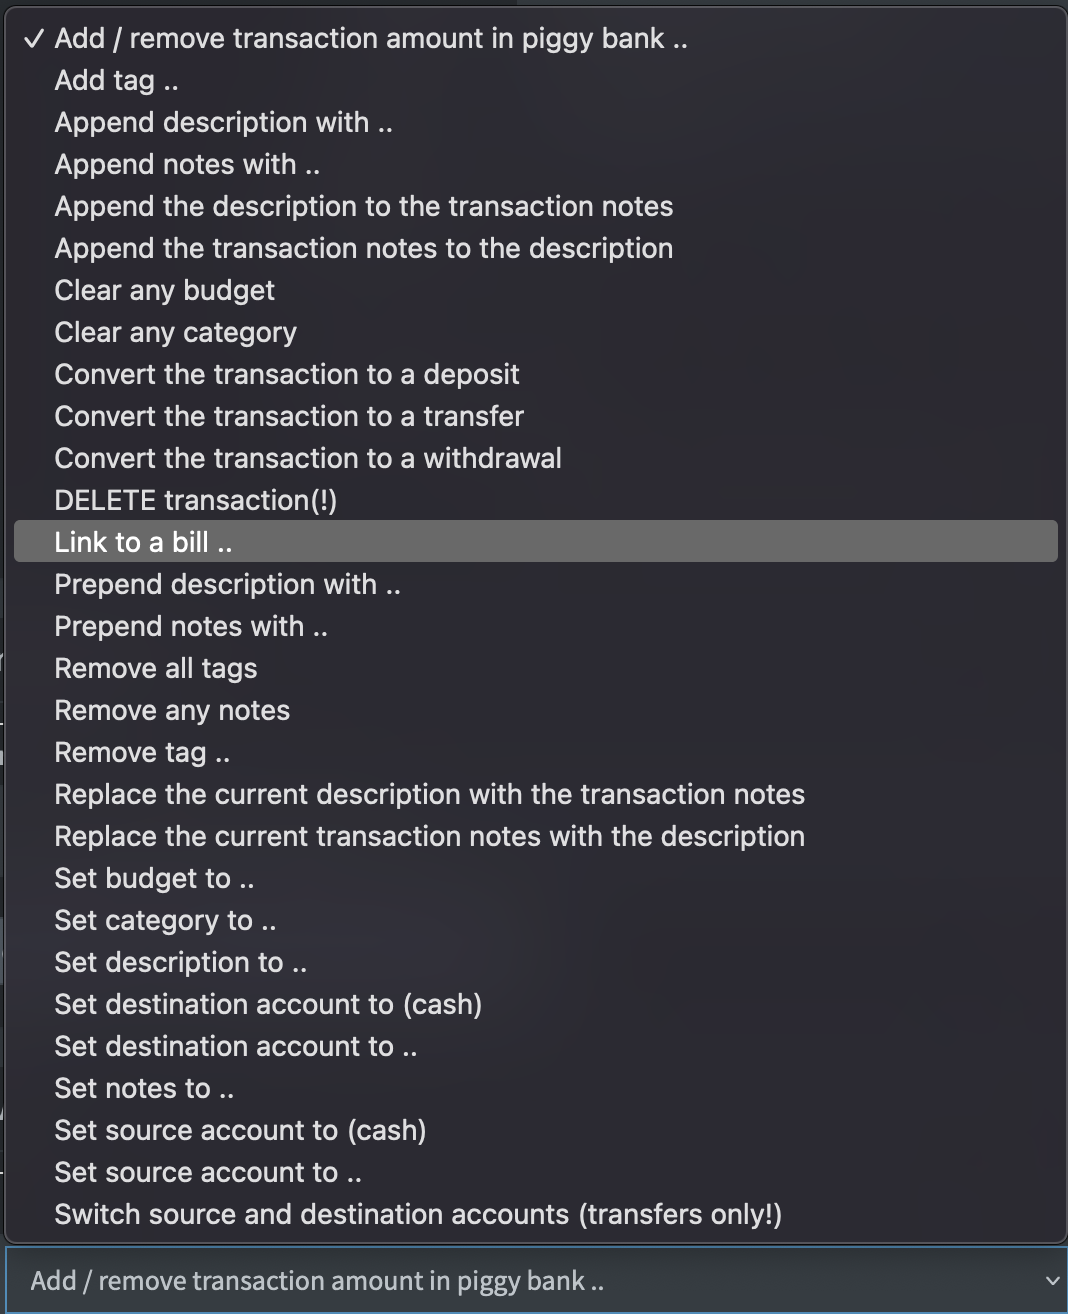 ✓ Add / remove transaction amount in piggy bank ..
Add tag ..
Append description with ..
Append notes with ..
Append the description to the transaction notes
Append the transaction notes to the description
Clear any budget
Clear any category
Convert the transaction to a deposit
Convert the transaction to a transfer
Convert the transaction to a withdrawal
DELETE transaction(!)
Link to a bill ..
Prepend description with ..
Prepend notes with ..
Remove all tags
Remove any notes
Remove tag ..
Replace the current description with the transaction notes
Replace the current transaction notes with the description
Set budget to ..
Set category to ..
Set description to ..
Set destination account to (cash)
Set destination account to ..
Set notes to ..
Set source account to (cash)
Set source account to ..
Switch source and destination accounts (transfers only!)
Add / remove transaction amount in piggy bank ..